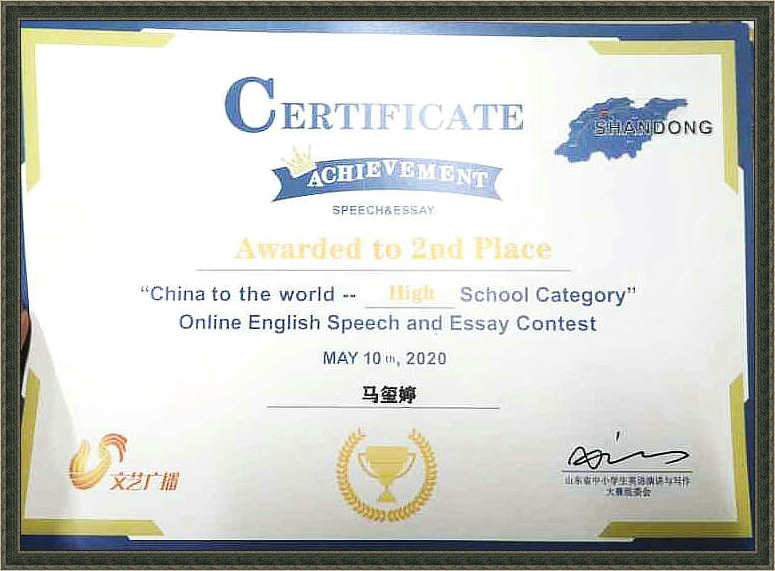 CERTIFICATE
SHANDONG
ACHIEVEMENT
SPEECH&ESSAY
Awarded to 2nd Place
“China to the world -- High School Category”
Online English Speech and Essay Contest
MAY 10th, 2020
马玺婷
文艺广播
山东省中小学生英语演讲与写作
大赛组委会